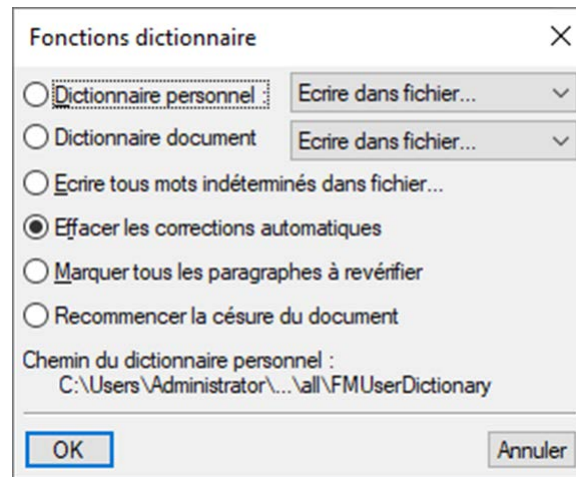 Fonctions dictionnaire
Dictionnaire personnel : Ecrire dans fichier...
Dictionnaire document Ecrire dans fichier...
Ecrire tous mots indéterminés dans fichier...
Effacer les corrections automatiques
Marquer tous les paragraphes à revérifier
Recommencer la césure du document
Chemin du dictionnaire personnel :
C:\Users\Administrator\...\all\FMUserDictionary
OK Annuler